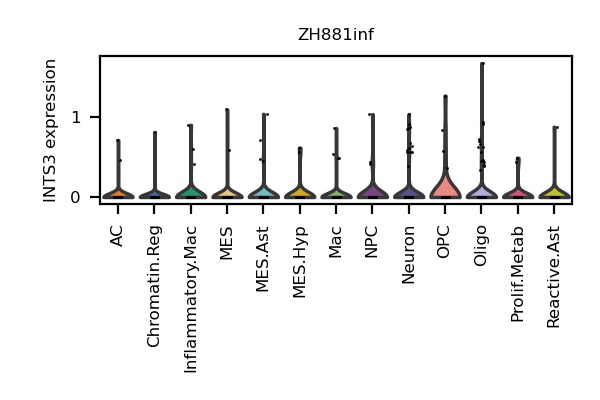 ZH881inf
INTS3 expression
1
0
AC
Chromatin.Reg
Inflammatory.Mac
MES
MES.Ast
MES.Hyp
Mac
NPC
Neuron
OPC
Oligo
Prolif.Metab
Reactive.Ast